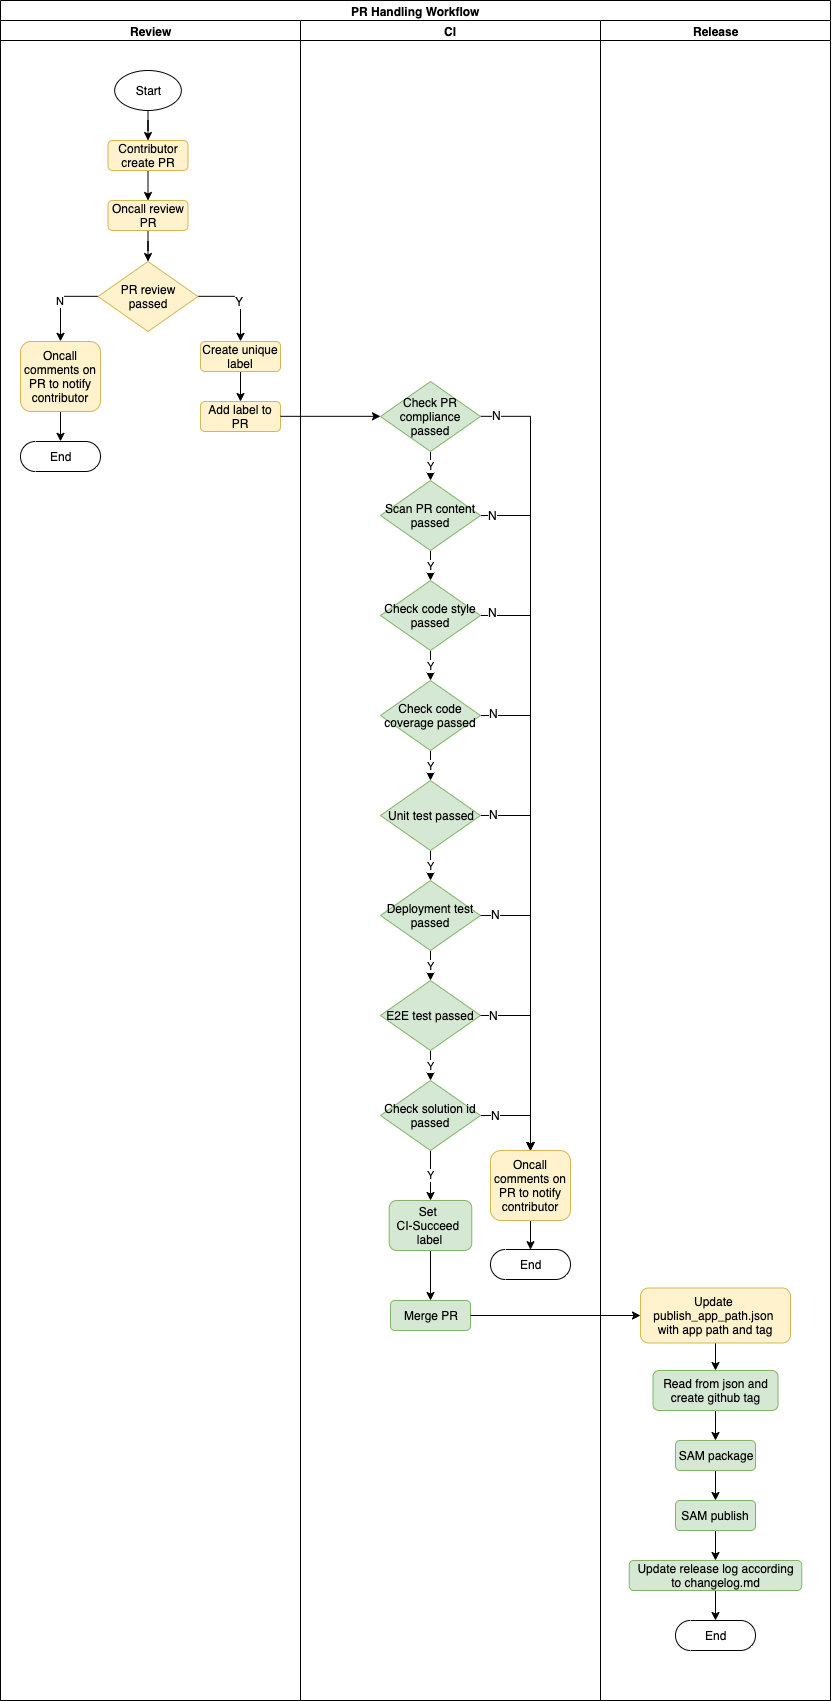 PR Handling Workflow
Review
CI
Release
Start
Contributor
create PR
Oncall review
PR
PR review
passed
N
Y
Oncall
comments on
PR to notify
contributor
End
Create unique
label
Add label to
PR
Check PR
compliance
passed
N
Y
Scan PR content
passed
N
Y
Check code style
passed
N
Y
Check code
coverage passed
N
Y
Unit test passed
N
Y
Deployment test
passed
N
Y
E2E test passed
N
Y
Check solution id
passed
N
Y
Oncall
comments on
PR to notify
contributor
End
Set
CI-Succeed
label
Merge PR
Update
publish_app_path.json
with app path and tag
Read from json and
create github tag
SAM package
SAM publish
Update release log according
to changelog.md
End